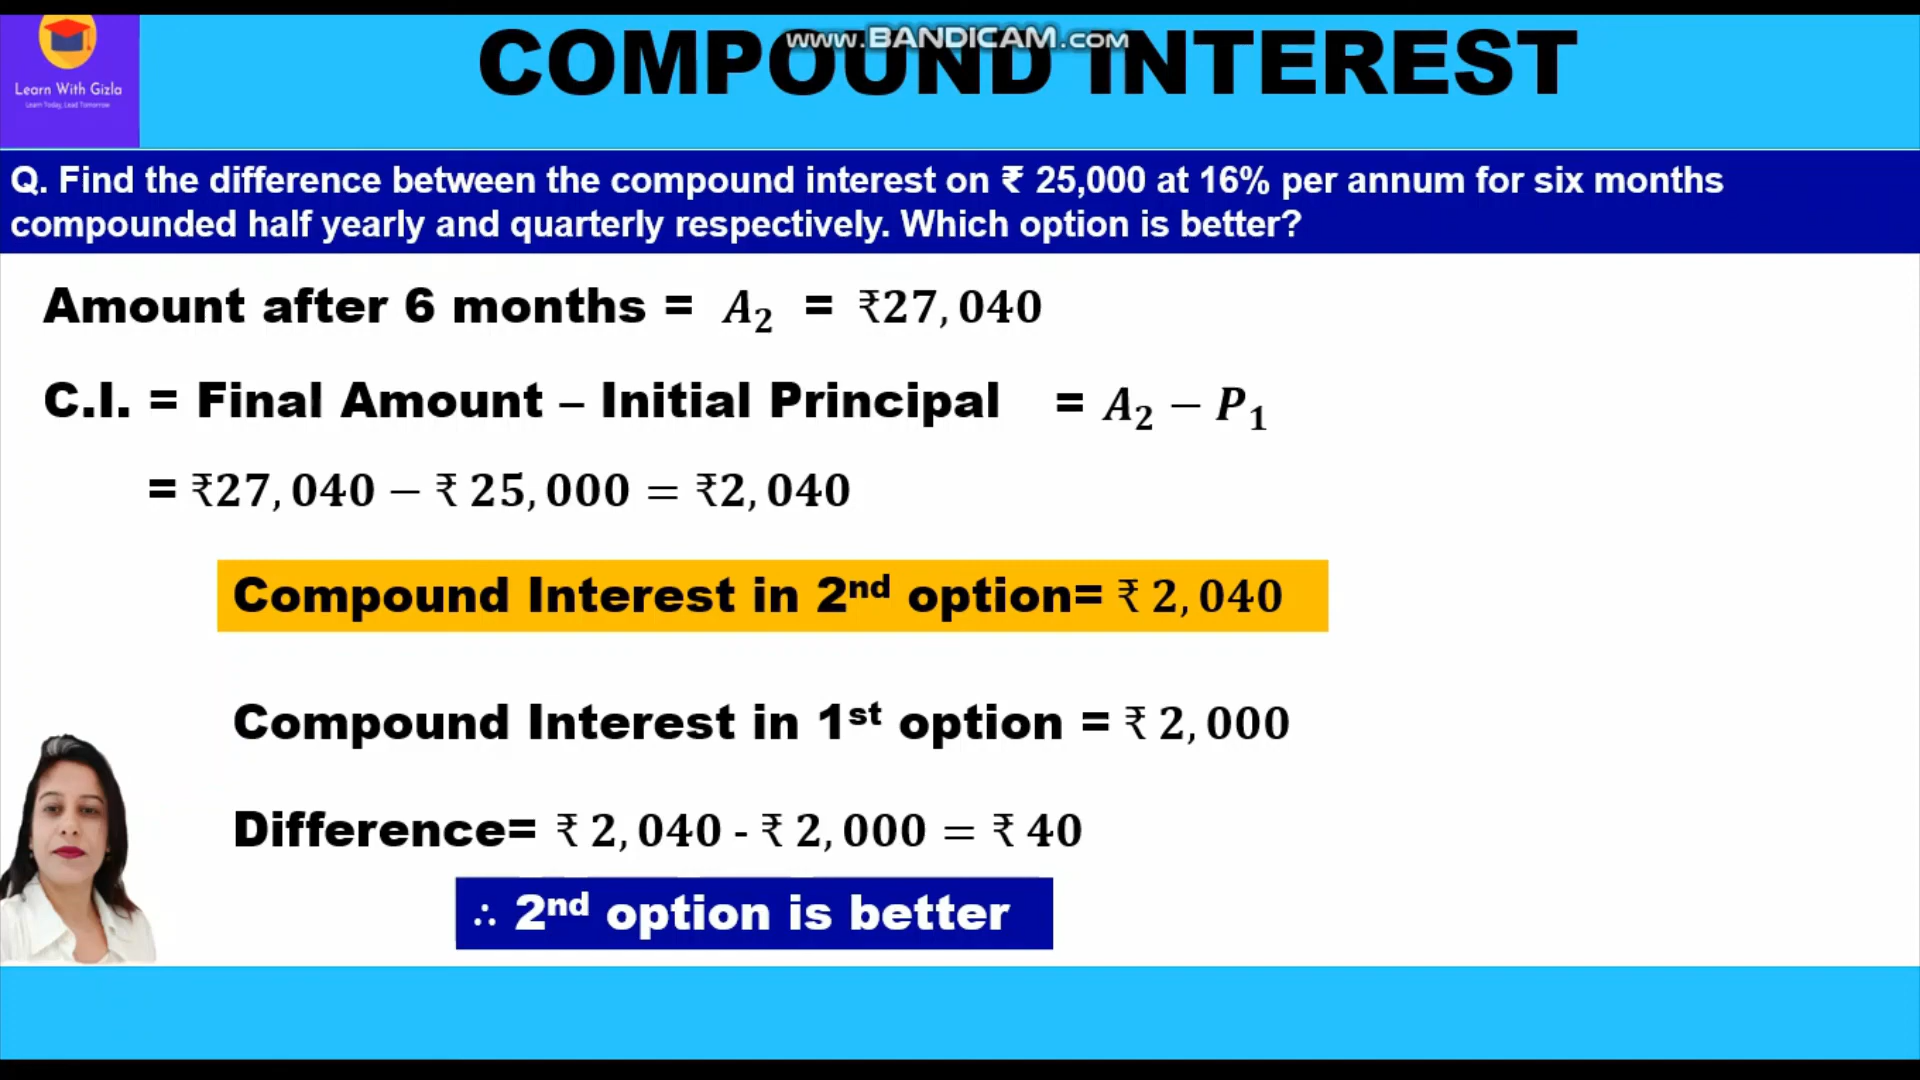 COMPOUND INTEREST
www.BANDICAM.com
Learn With Gizla
Learn Today, Lead Tomorrow
Q. Find the difference between the compound interest on ₹ 25,000 at 16% per annum for six months
compounded half yearly and quarterly respectively. Which option is better?
Amount after 6 months = A₂ = ₹27,040
C.I. = Final Amount – Initial Principal = A₂ − P₁
= ₹27,040 − ₹ 25,000 = ₹2,040
Compound Interest in 2ⁿᵈ option= ₹ 2,040
Compound Interest in 1ˢᵗ option = ₹ 2,000
Difference= ₹ 2,040 - ₹ 2,000 = ₹ 40
∴ 2ⁿᵈ option is better